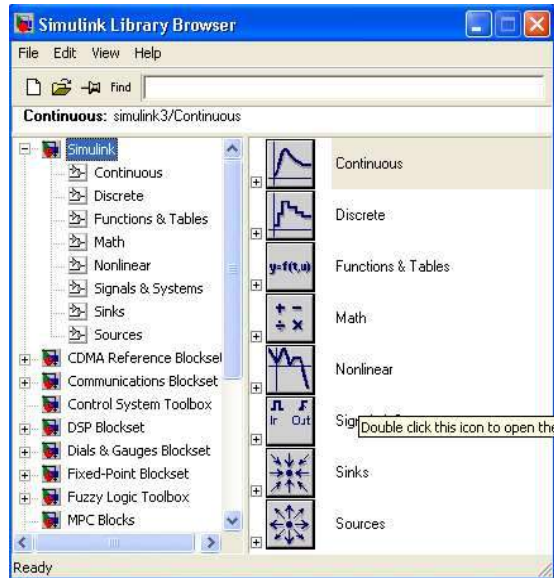 Simulink Library Browser
File Edit View Help
Find
Continuous: simulink3/Continuous
Simulink
Continuous
Discrete
Functions & Tables
Math
Nonlinear
Signals & Systems
Sinks
Sources
CDMA Reference Blockset
Communications Blockset
Control System Toolbox
DSP Blockset
Dials & Gauges Blockset
Fixed-Point Blockset
Fuzzy Logic Toolbox
MPC Blocks
Continuous
Discrete
y=f(t,u)
Functions & Tables
+ −
÷ ×
Math
Nonlinear
In Out
Double click this icon to open the
Sinks
Sources
Ready